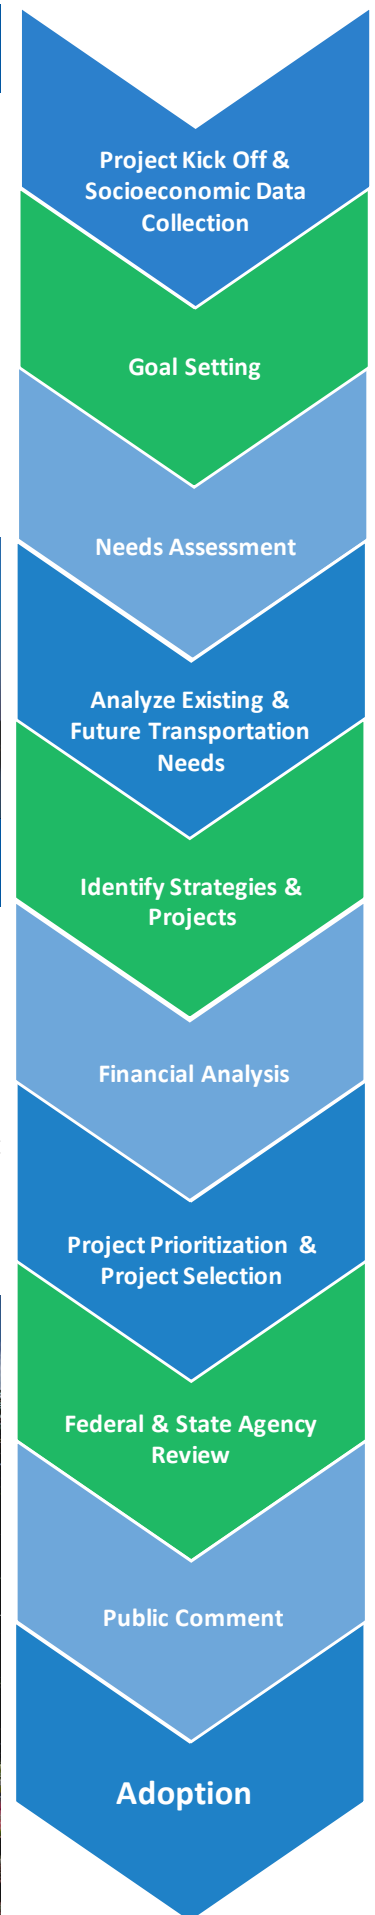 Project Kick Off &
Socioeconomic Data
Collection
Goal Setting
Needs Assessment
Analyze Existing &
Future Transportation
Needs
Identify Strategies &
Projects
Financial Analysis
Project Prioritization &
Project Selection
Federal & State Agency
Review
Public Comment
Adoption